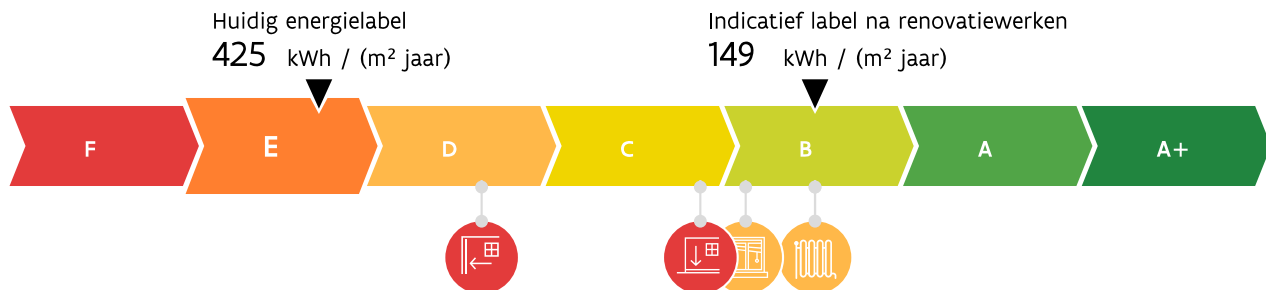 Huidig energielabel
425 kWh / (m² jaar)
Indicatief label na renovatiewerken
149 kWh / (m² jaar)
F E D C B A A+